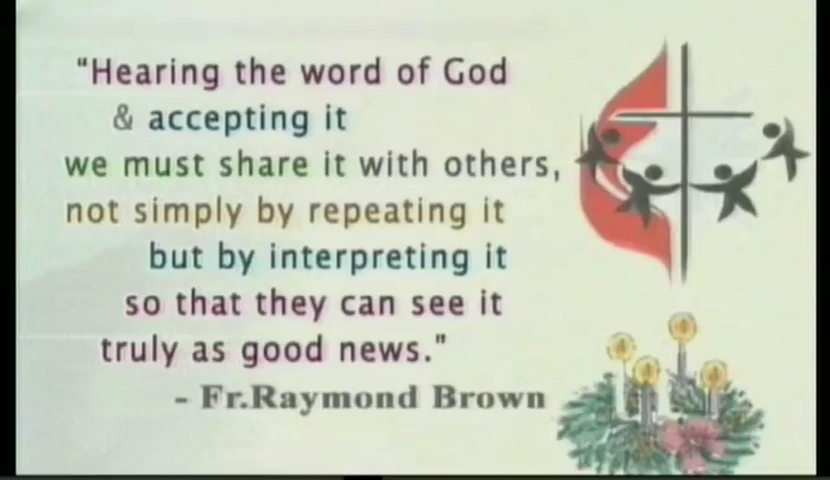 "Hearing the word of God
& accepting it
we must share it with others,
not simply by repeating it
but by interpreting it
so that they can see it
truly as good news."
- Fr.Raymond Brown